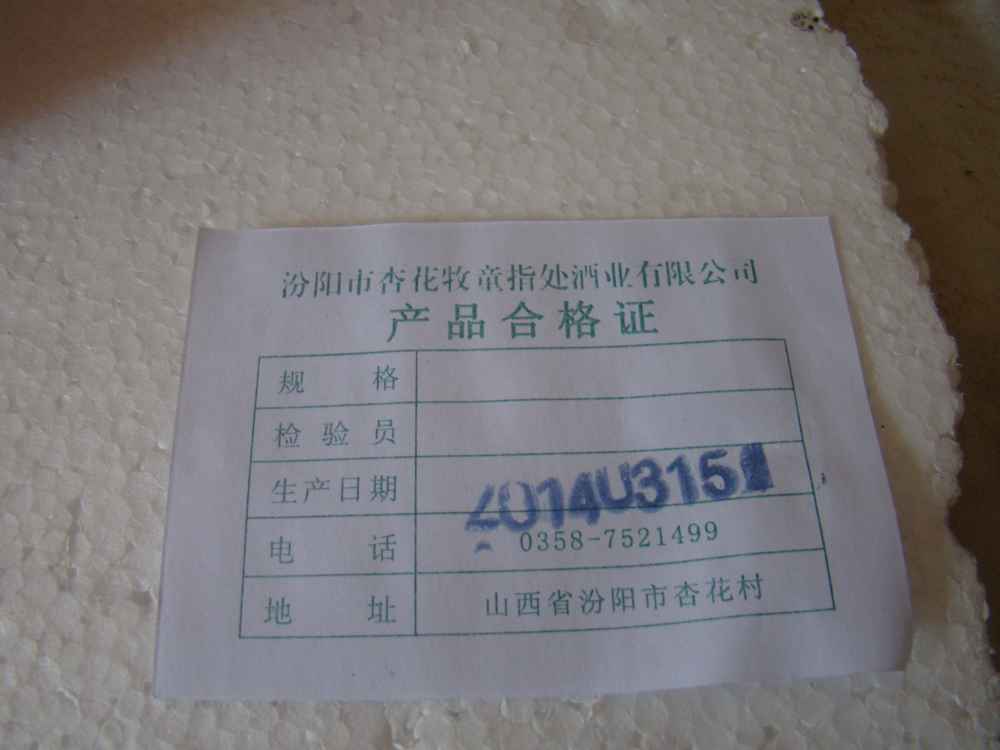 汾阳市杏花牧童指处酒业有限公司
产品合格证
规格
检验员
生产日期 20140315
电话 0358-7521499
地址 山西省汾阳市杏花村